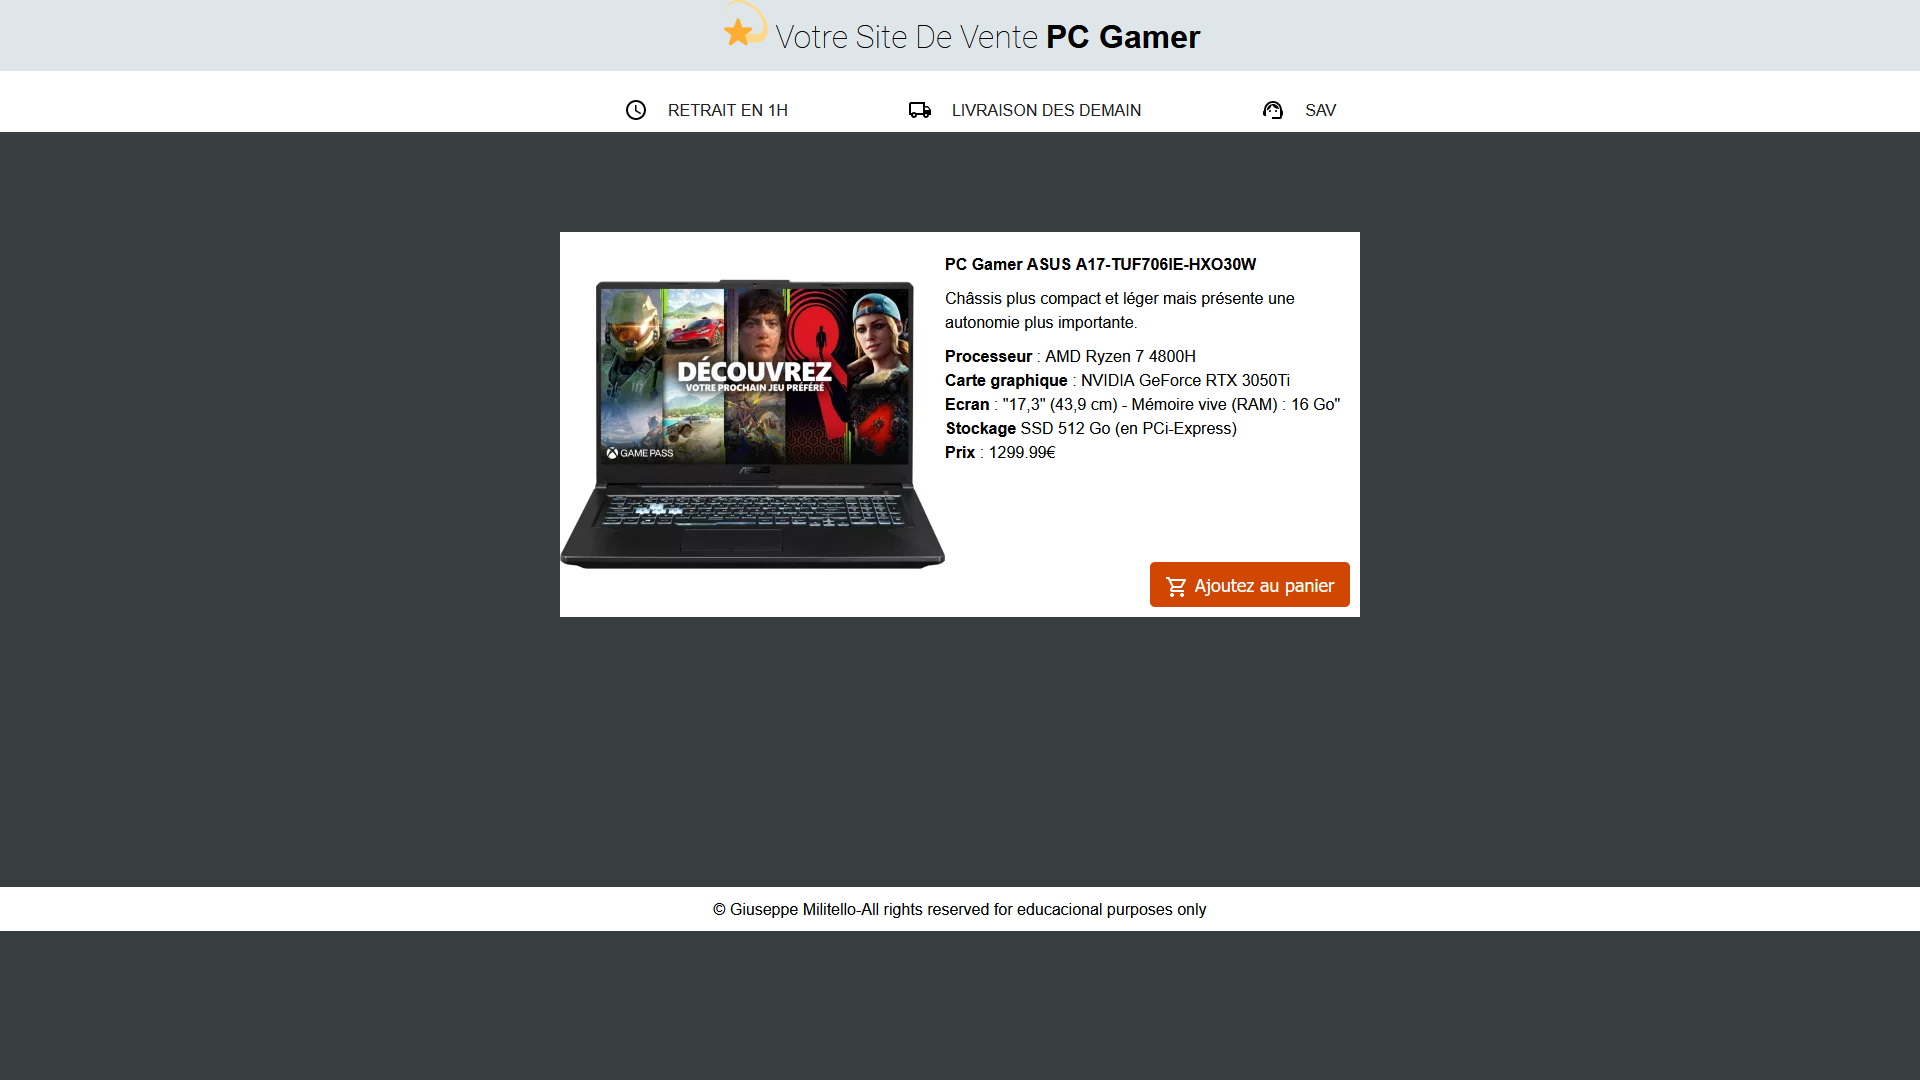 Votre Site De Vente PC Gamer
RETRAIT EN 1H
LIVRAISON DES DEMAIN
SAV
DÉCOUVREZ
VOTRE PROCHAIN JEU PRÉFÉRÉ
GAME PASS
ASUS
PC Gamer ASUS A17-TUF706IE-HXO30W
Châssis plus compact et léger mais présente une
autonomie plus importante.
Processeur : AMD Ryzen 7 4800H
Carte graphique : NVIDIA GeForce RTX 3050Ti
Ecran : "17,3" (43,9 cm) - Mémoire vive (RAM) : 16 Go"
Stockage SSD 512 Go (en PCi-Express)
Prix : 1299.99€
Ajoutez au panier
© Giuseppe Militello-All rights reserved for educacional purposes only